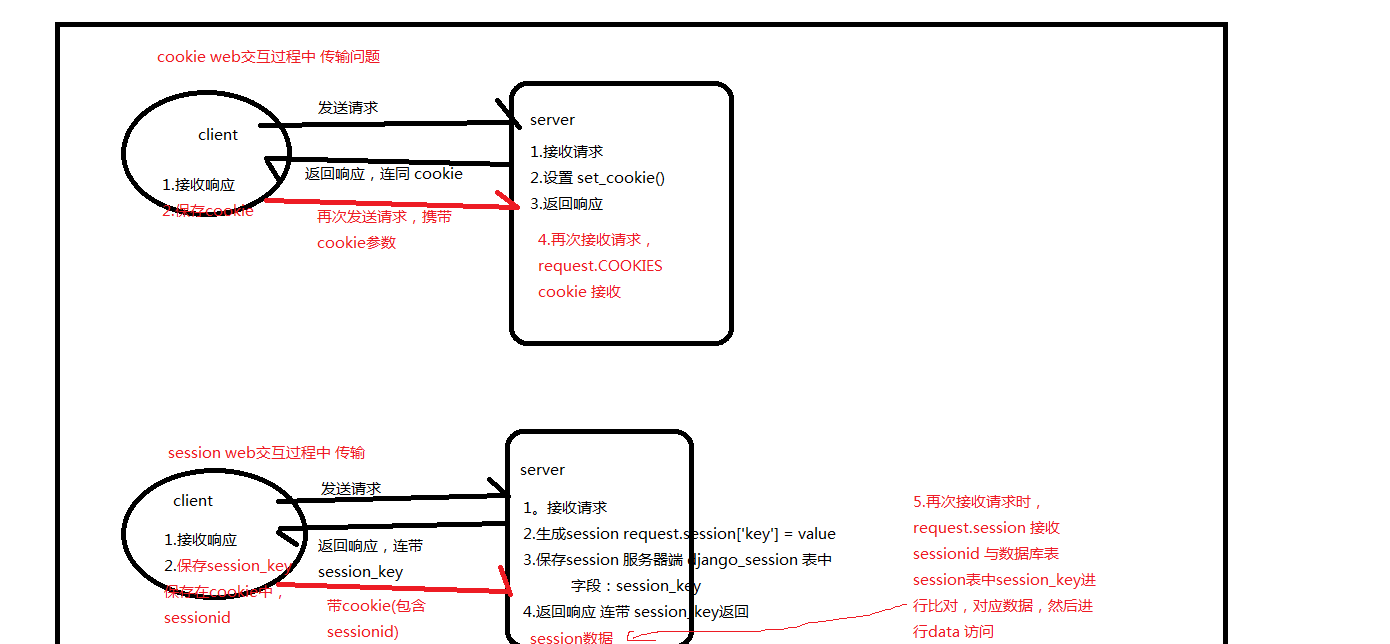 cookie web交互过程中 传输问题
发送请求
client
server
1.接收请求
返回响应，连同 cookie
2.设置 set_cookie()
1.接收响应
3.返回响应
2.保存cookie
再次发送请求，携带
cookie参数
4.再次接收请求，
request.COOKIES
cookie 接收
session web交互过程中 传输
server
发送请求
client
1。接收请求
2.生成session request.session['key'] = value
1.接收响应
返回响应，连带
session_key
3.保存session 服务器端 django_session 表中
2.保存session_key
字段：session_key
保存在cookie中，
sessionid
带cookie(包含
sessionid)
4.返回响应 连带 session_key返回
session数据
5.再次接收请求时，
request.session 接收
sessionid 与数据库表
session表中session_key进
行比对，对应数据，然后进
行data 访问